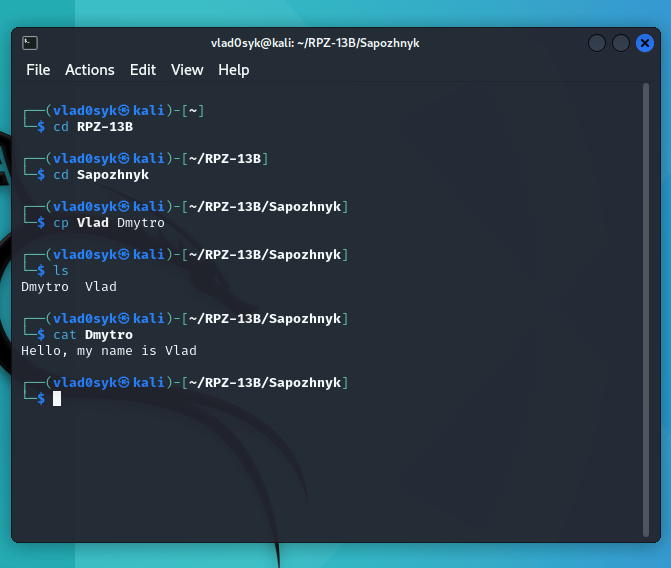 vlad0syk@kali: ~/RPZ-13B/Sapozhnyk
File Actions Edit View Help
┌──(vlad0syk㉿kali)-[~]
└─$ cd RPZ-13B
┌──(vlad0syk㉿kali)-[~/RPZ-13B]
└─$ cd Sapozhnyk
┌──(vlad0syk㉿kali)-[~/RPZ-13B/Sapozhnyk]
└─$ cp Vlad Dmytro
┌──(vlad0syk㉿kali)-[~/RPZ-13B/Sapozhnyk]
└─$ ls
Dmytro  Vlad
┌──(vlad0syk㉿kali)-[~/RPZ-13B/Sapozhnyk]
└─$ cat Dmytro
Hello, my name is Vlad
┌──(vlad0syk㉿kali)-[~/RPZ-13B/Sapozhnyk]
└─$